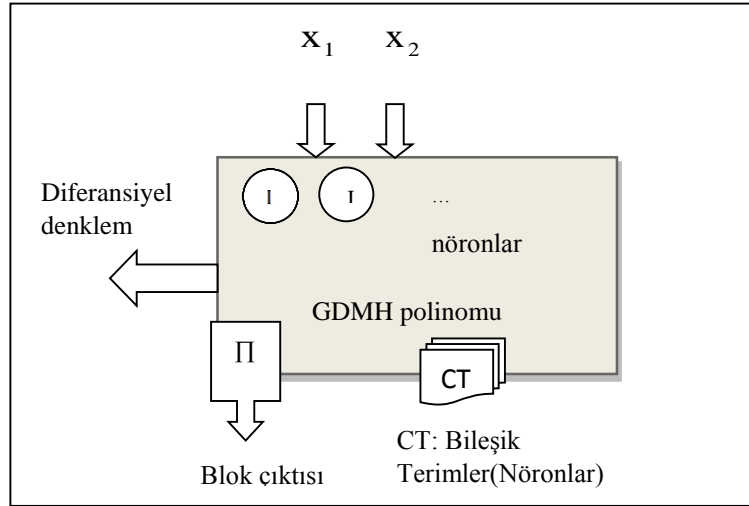 x₁ x₂
Diferansiyel
denklem
...
nöronlar
GDMH polinomu
∏
CT
Blok çıktısı
CT: Bileşik
Terimler(Nöronlar)